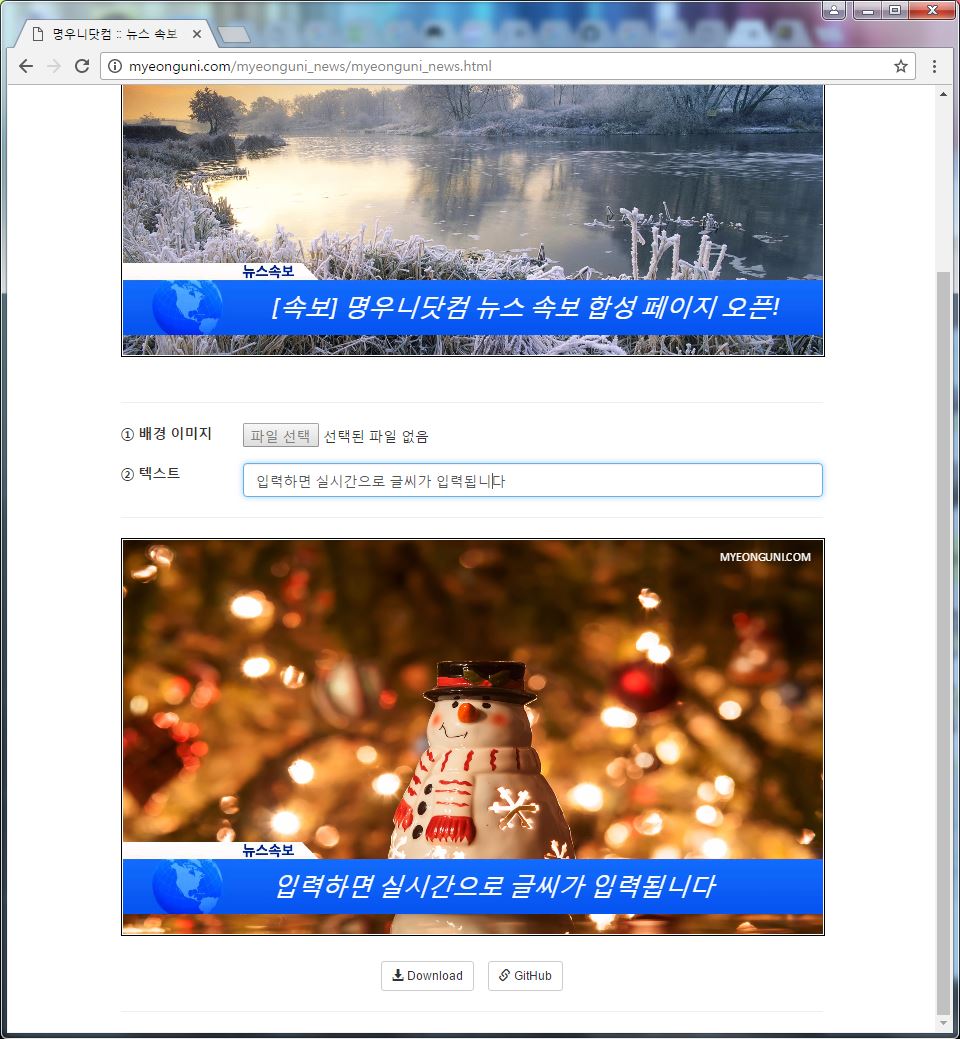 명우니닷컴 :: 뉴스 속보
myeonguni.com/myeonguni_news/myeonguni_news.html
뉴스속보
[속보] 명우니닷컴 뉴스 속보 합성 페이지 오픈!
① 배경 이미지 파일 선택 선택된 파일 없음
② 텍스트 입력하면 실시간으로 글씨가 입력됩니다
MYEONGUNI.COM
뉴스속보
입력하면 실시간으로 글씨가 입력됩니다
Download GitHub